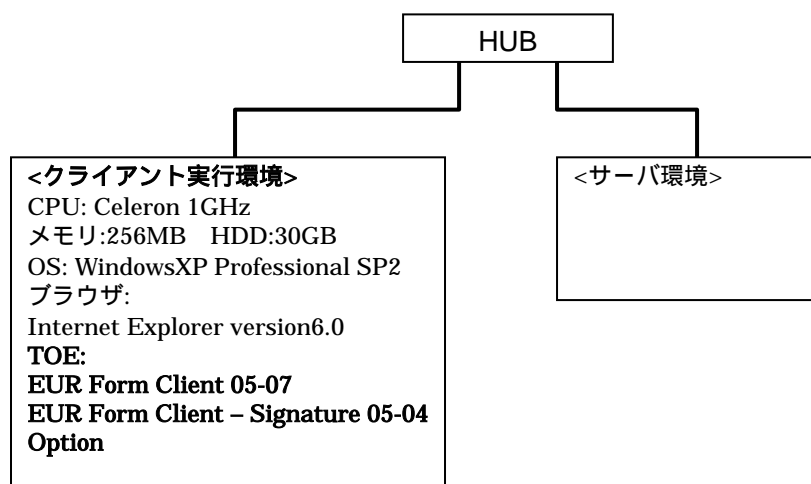 HUB
<クライアント実行環境>
CPU: Celeron 1GHz
メモリ:256MB　HDD:30GB
OS: WindowsXP Professional SP2
ブラウザ:
Internet Explorer version6.0
TOE:
EUR Form Client 05-07
EUR Form Client – Signature 05-04
Option
<サーバ環境>